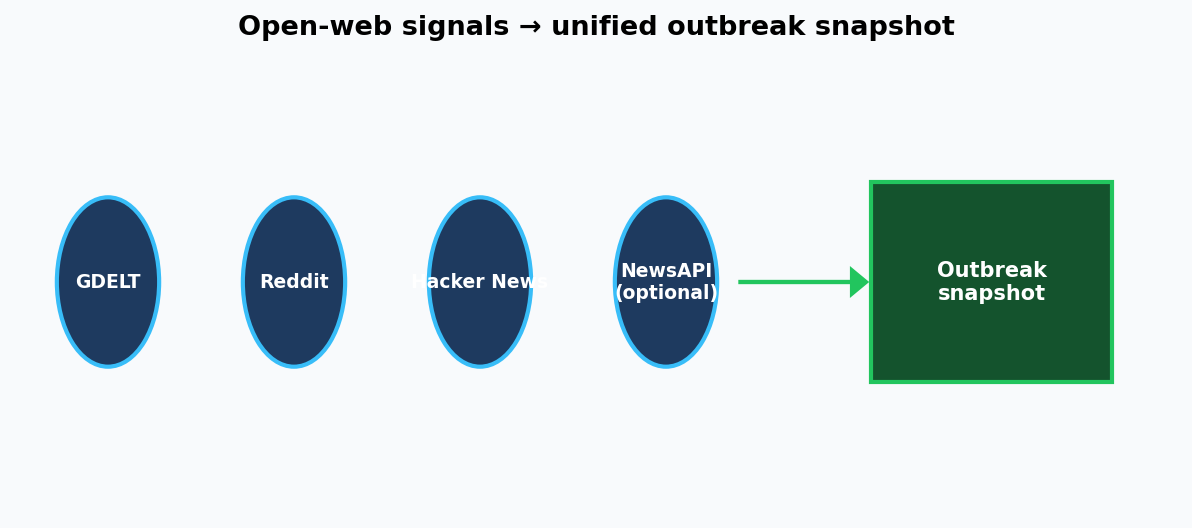 Open-web signals → unified outbreak snapshot
GDELT
Reddit
Hacker News
NewsAPI
(optional)
Outbreak
snapshot